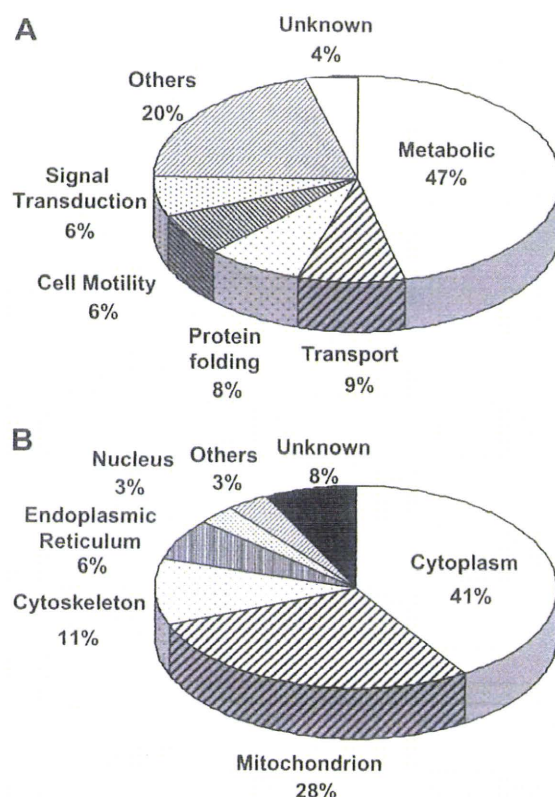 A
Unknown
4%
Others
20%
Metabolic
47%
Signal
Transduction
6%
Cell Motility
6%
Protein
folding
8%
Transport
9%
B
Nucleus
3%
Others
3%
Unknown
8%
Endoplasmic
Reticulum
6%
Cytoplasm
41%
Cytoskeleton
11%
Mitochondrion
28%